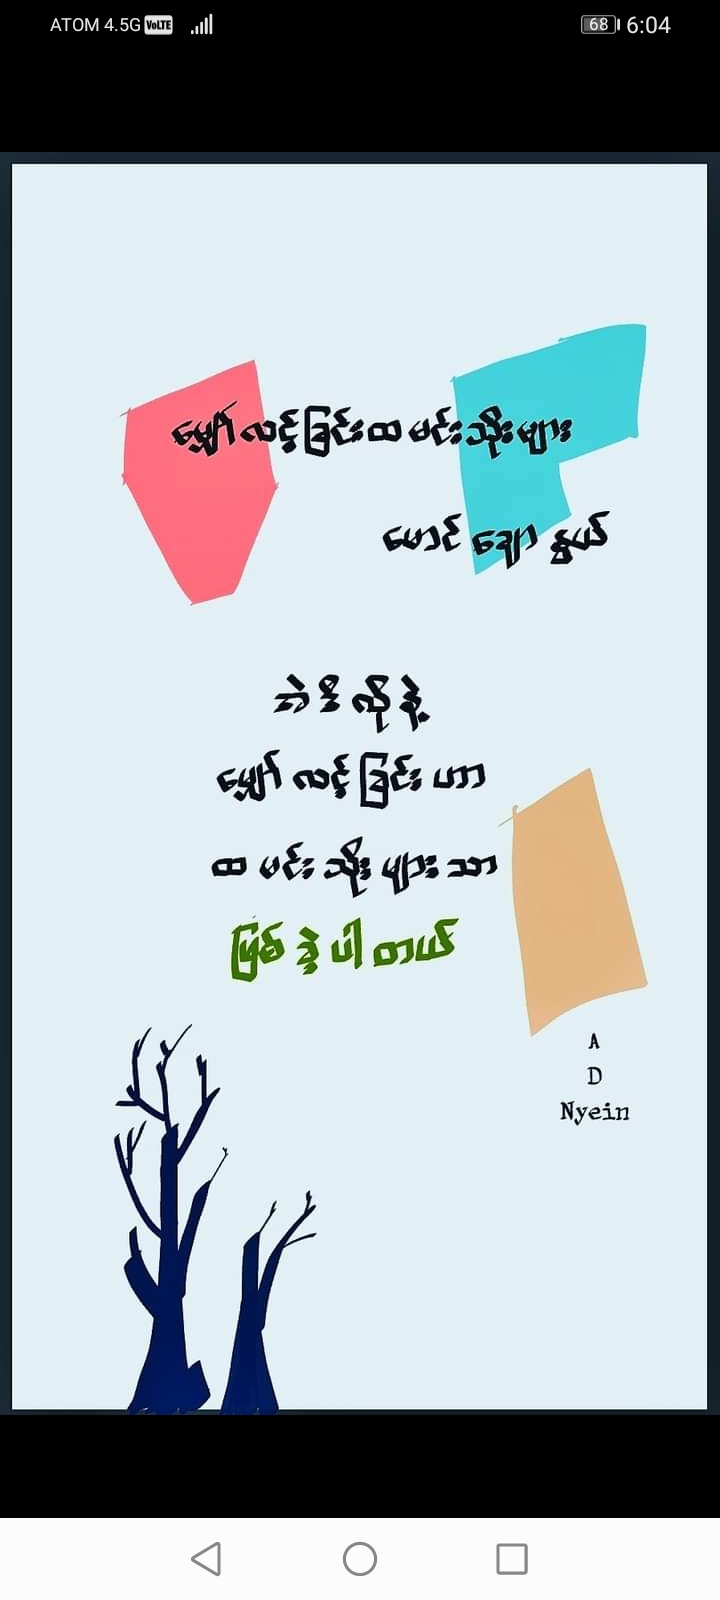 ATOM 4.5G VoLTE 68 6:04
မျှော်လင့်ခြင်းထမင်းသိုးများ
မောင်ချောနွယ်
အဲဒီလိုနဲ့
မျှော်လင့်ခြင်းဟာ
ထမင်းသိုးများသာ
ဖြစ်ခဲ့ပါတယ်
A
D
Nyein